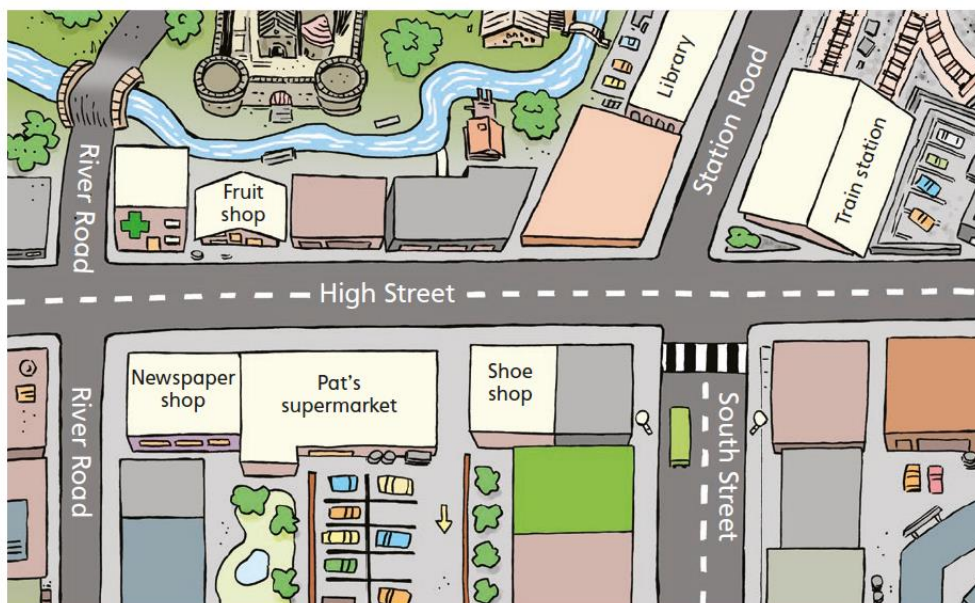 Library
Station Road
Train station
River Road
Fruit
shop
High Street
Newspaper
shop
Pat's
supermarket
Shoe
shop
River Road
South Street